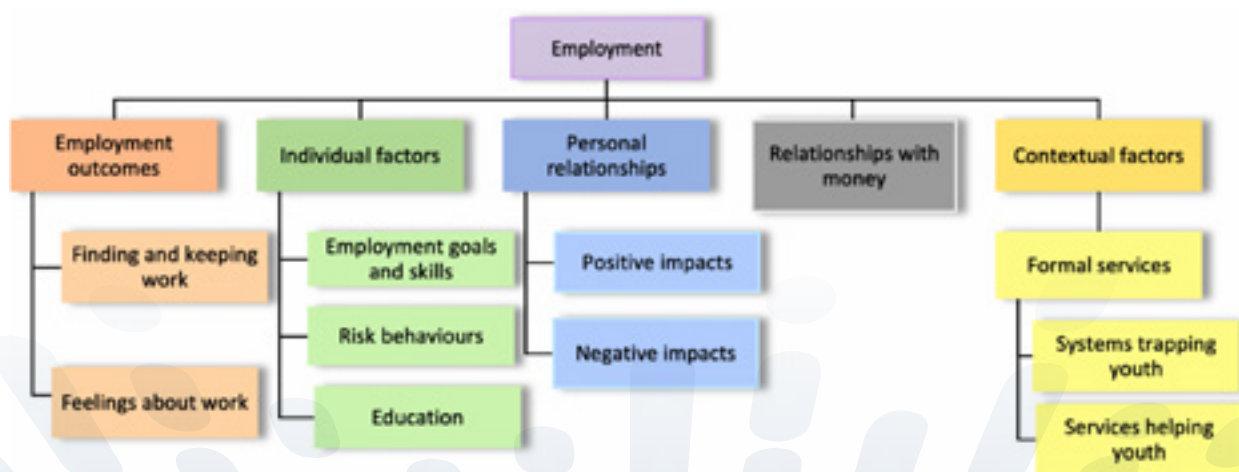 Employment
Employment
outcomes
Individual factors
Personal
relationships
Relationships with
money
Contextual factors
Finding and keeping
work
Feelings about work
Employment goals
and skills
Risk behaviours
Education
Positive impacts
Negative impacts
Formal services
Systems trapping
youth
Services helping
youth